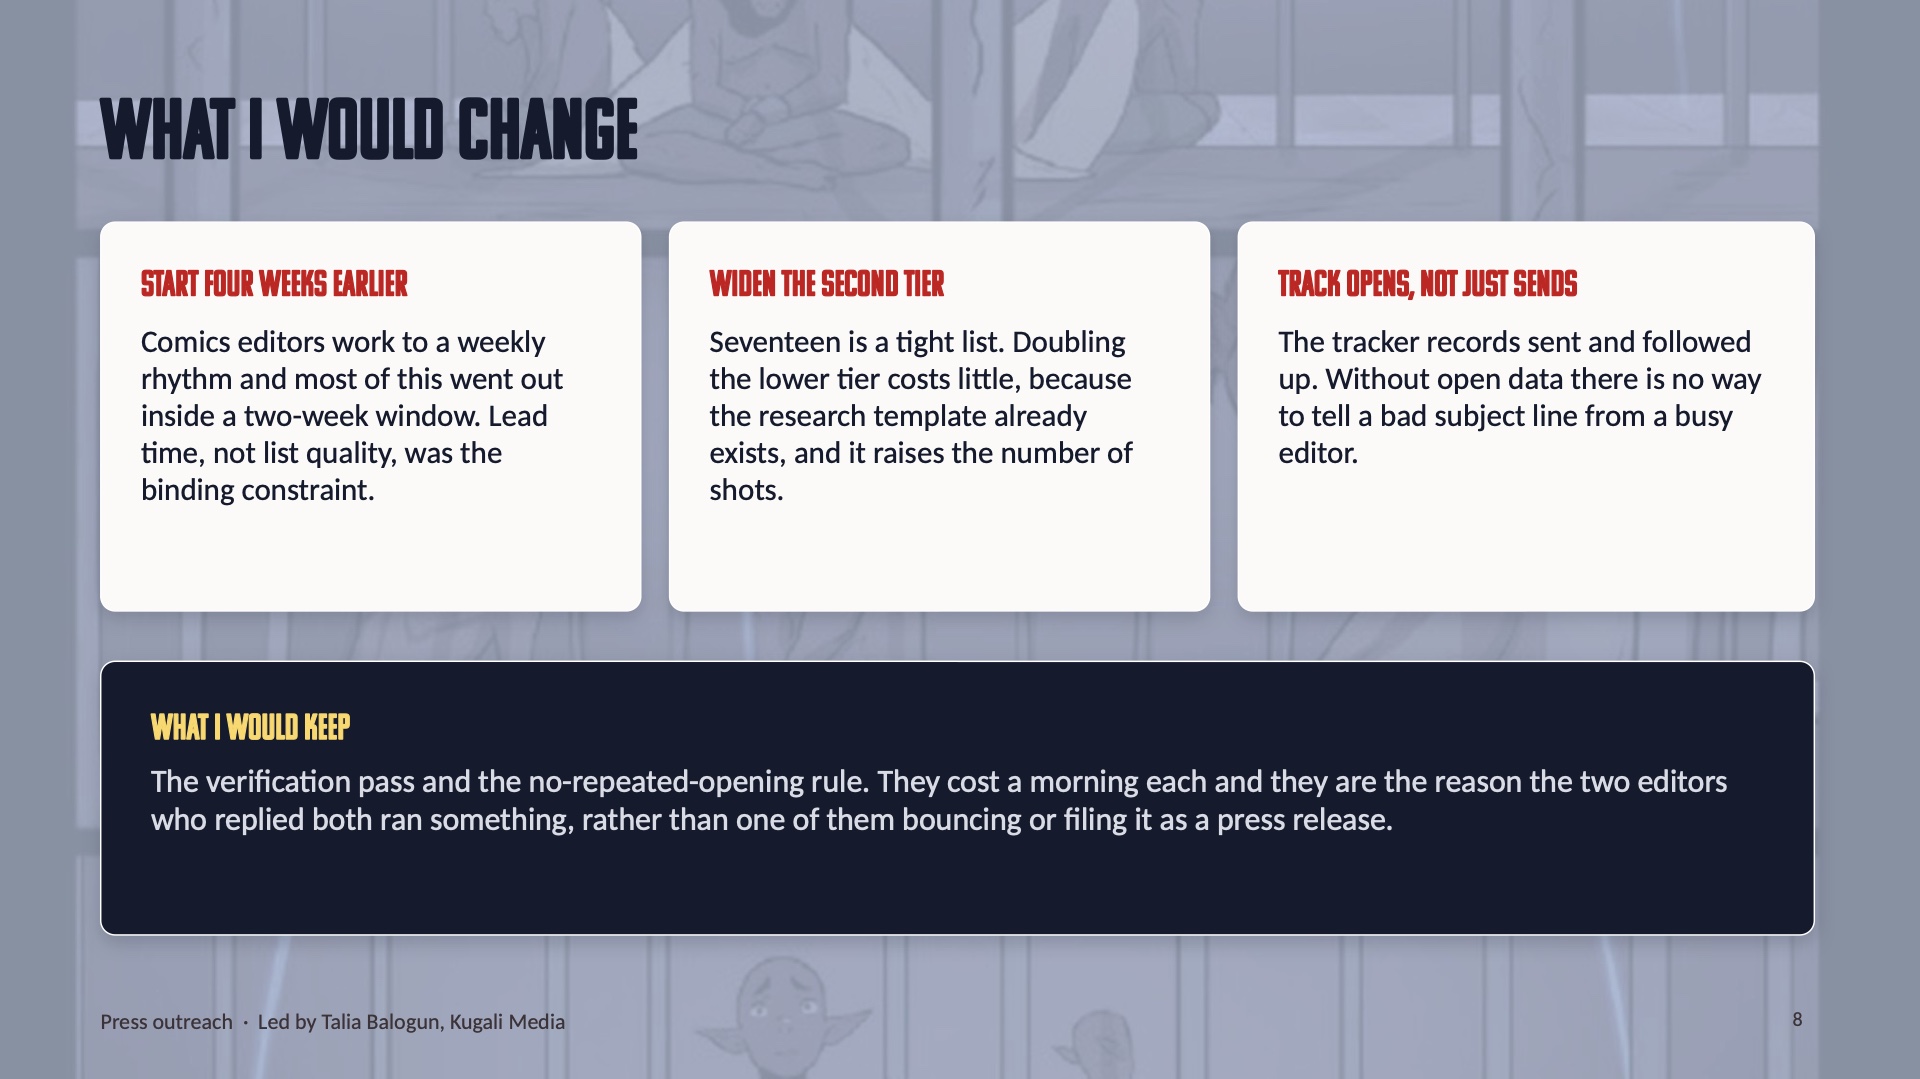 WHAT I WOULD CHANGE
START FOUR WEEKS EARLIER
Comics editors work to a weekly
rhythm and most of this went out
inside a two-week window. Lead
time, not list quality, was the
binding constraint.
WIDEN THE SECOND TIER
Seventeen is a tight list. Doubling
the lower tier costs little, because
the research template already
exists, and it raises the number of
shots.
TRACK OPENS, NOT JUST SENDS
The tracker records sent and followed
up. Without open data there is no way
to tell a bad subject line from a busy
editor.
WHAT I WOULD KEEP
The verification pass and the no-repeated-opening rule. They cost a morning each and they are the reason the two editors
who replied both ran something, rather than one of them bouncing or filing it as a press release.
Press outreach · Led by Talia Balogun, Kugali Media
8